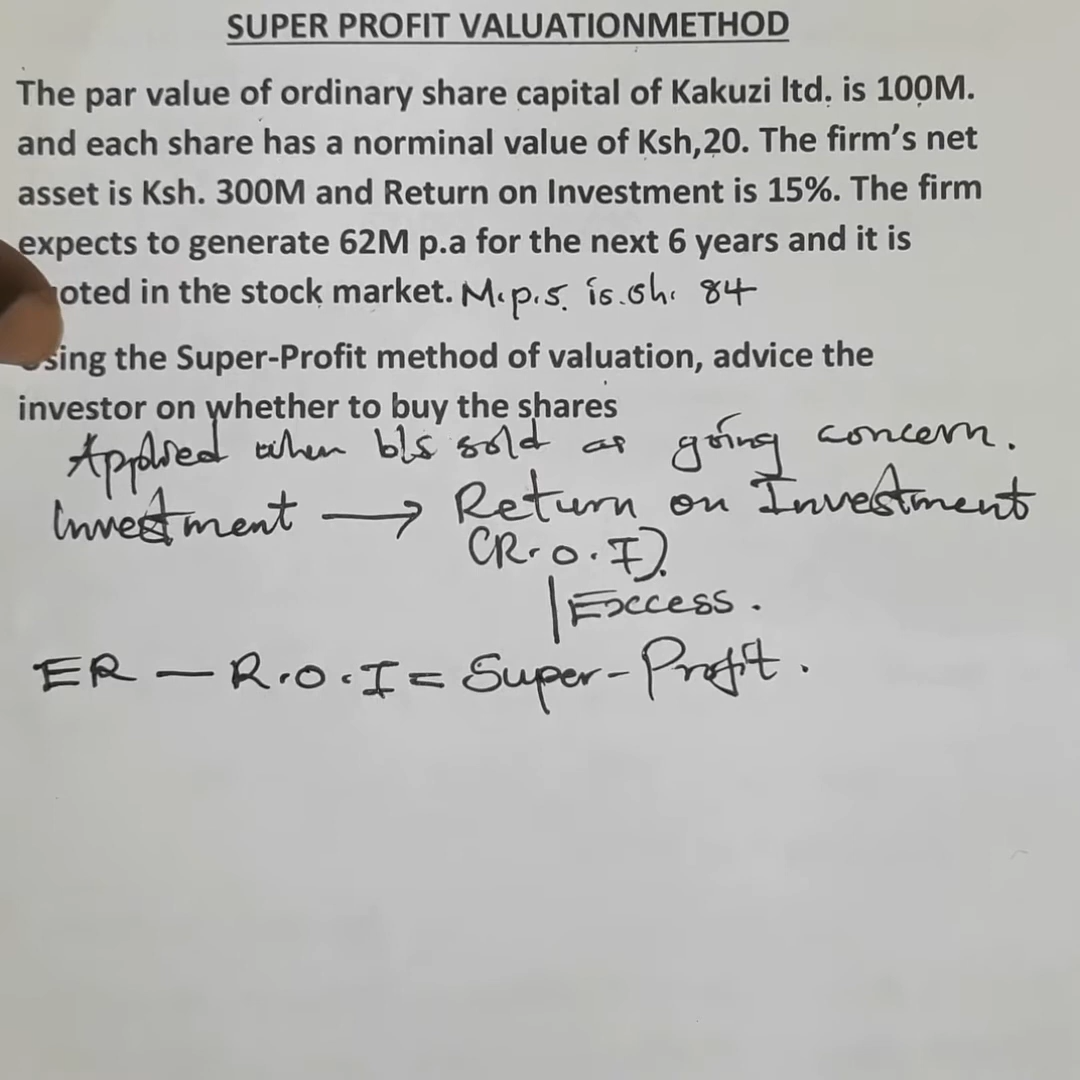 SUPER PROFIT VALUATIONMETHOD
The par value of ordinary share capital of Kakuzi ltd. is 100M.
and each share has a norminal value of Ksh,20. The firm's net
asset is Ksh. 300M and Return on Investment is 15%. The firm
expects to generate 62M p.a for the next 6 years and it is
oted in the stock market. M.p.s. is sh. 84
sing the Super-Profit method of valuation, advice the
investor on whether to buy the shares
Applied when b/s sold as going concern.
Investment → Return on Investment
(R.O.I).
Excess.
ER — R.O.I = Super-Profit.